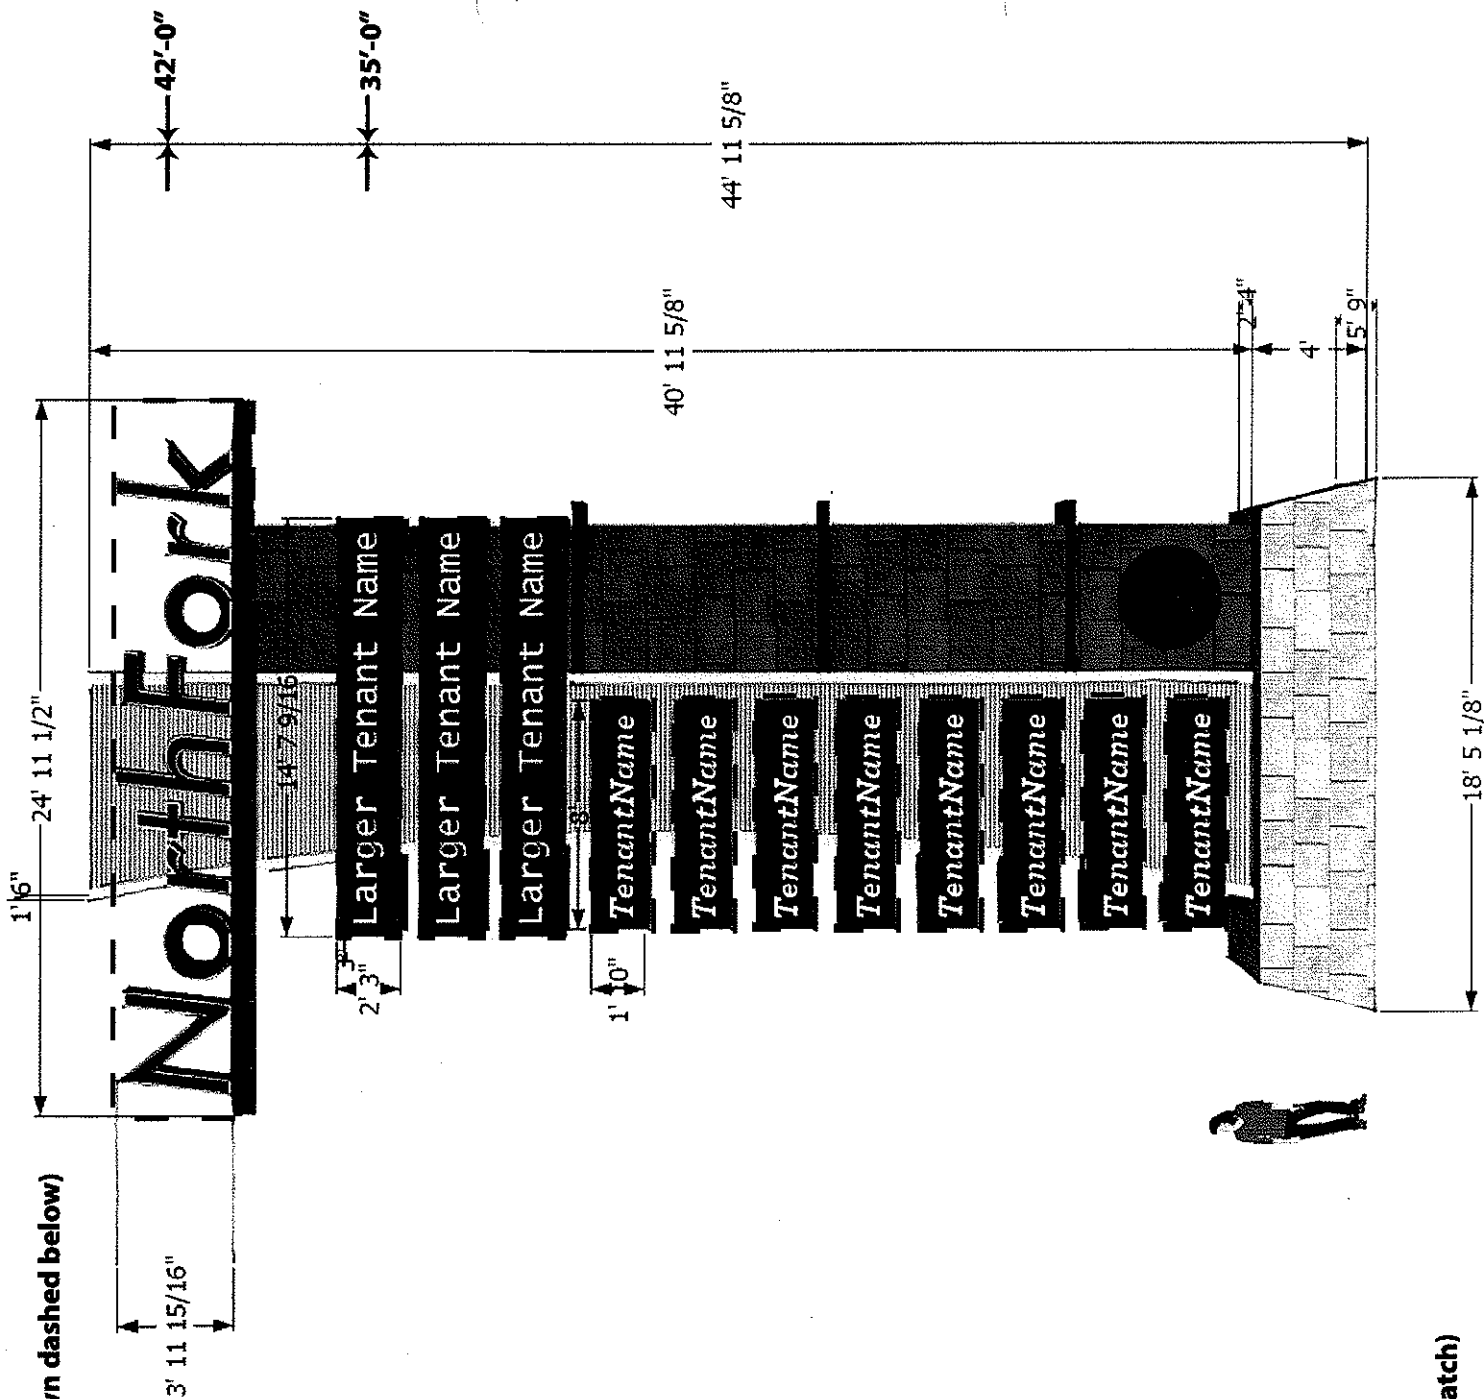 42'-0"
35'-0"
44' 11 5/8"
40' 11 5/8"
24' 11 1/2"
1' 6"
North Fork
14' 7 9/16
Larger Tenant Name
Larger Tenant Name
Larger Tenant Name
3"
2' 3"
8'
1' 10"
TenantName
TenantName
TenantName
TenantName
TenantName
TenantName
TenantName
TenantName
4'
5' 9"
18' 5 1/8"
3' 11 15/16"
wn dashed below)
atch)